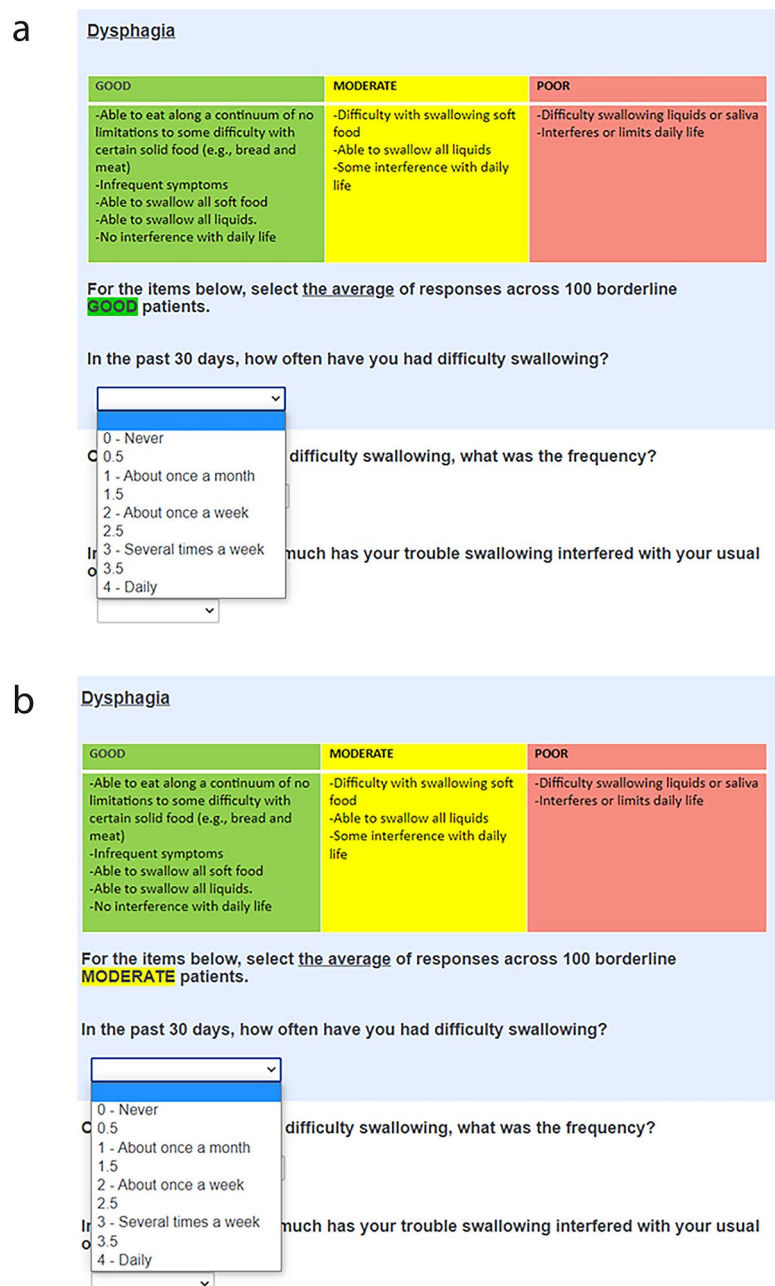 a
Dysphagia
GOOD
MODERATE
POOR
-Able to eat along a continuum of no
limitations to some difficulty with
certain solid food (e.g., bread and
meat)
-Infrequent symptoms
-Able to swallow all soft food
-Able to swallow all liquids.
-No interference with daily life
-Difficulty with swallowing soft
food
-Able to swallow all liquids
-Some interference with daily
life
-Difficulty swallowing liquids or saliva
-Interferes or limits daily life
For the items below, select the average of responses across 100 borderline
GOOD patients.
In the past 30 days, how often have you had difficulty swallowing?
0 - Never
0.5
1 - About once a month
1.5
2 - About once a week
2.5
3 - Several times a week
3.5
4 - Daily
difficulty swallowing, what was the frequency?
much has your trouble swallowing interfered with your usual
b
Dysphagia
GOOD
MODERATE
POOR
-Able to eat along a continuum of no
limitations to some difficulty with
certain solid food (e.g., bread and
meat)
-Infrequent symptoms
-Able to swallow all soft food
-Able to swallow all liquids.
-No interference with daily life
-Difficulty with swallowing soft
food
-Able to swallow all liquids
-Some interference with daily
life
-Difficulty swallowing liquids or saliva
-Interferes or limits daily life
For the items below, select the average of responses across 100 borderline
MODERATE patients.
In the past 30 days, how often have you had difficulty swallowing?
0 - Never
0.5
1 - About once a month
1.5
2 - About once a week
2.5
3 - Several times a week
3.5
4 - Daily
difficulty swallowing, what was the frequency?
much has your trouble swallowing interfered with your usual